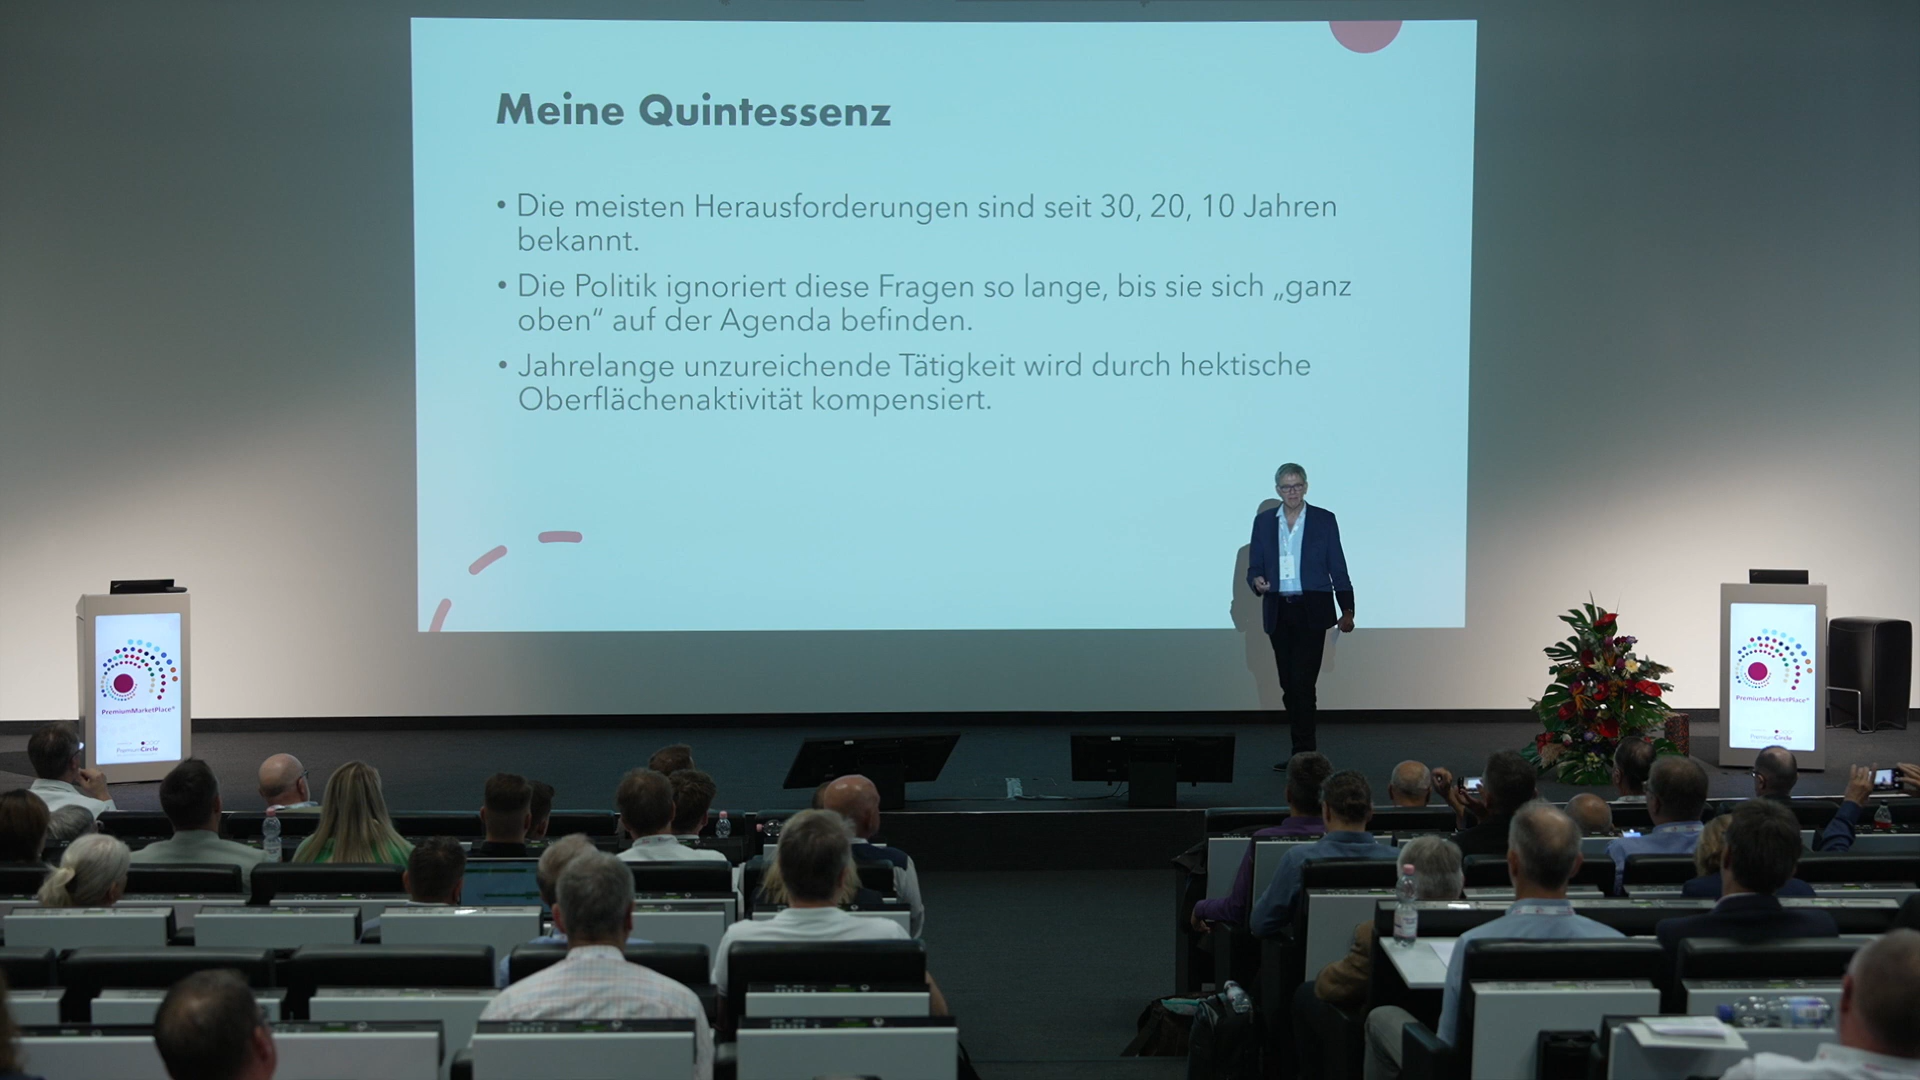 Meine Quintessenz
• Die meisten Herausforderungen sind seit 30, 20, 10 Jahren
bekannt.
• Die Politik ignoriert diese Fragen so lange, bis sie sich „ganz
oben“ auf der Agenda befinden.
• Jahrelange unzureichende Tätigkeit wird durch hektische
Oberflächenaktivität kompensiert.
PremiumMarketPlace
PremiumCircle
PremiumMarketPlace
PremiumCircle